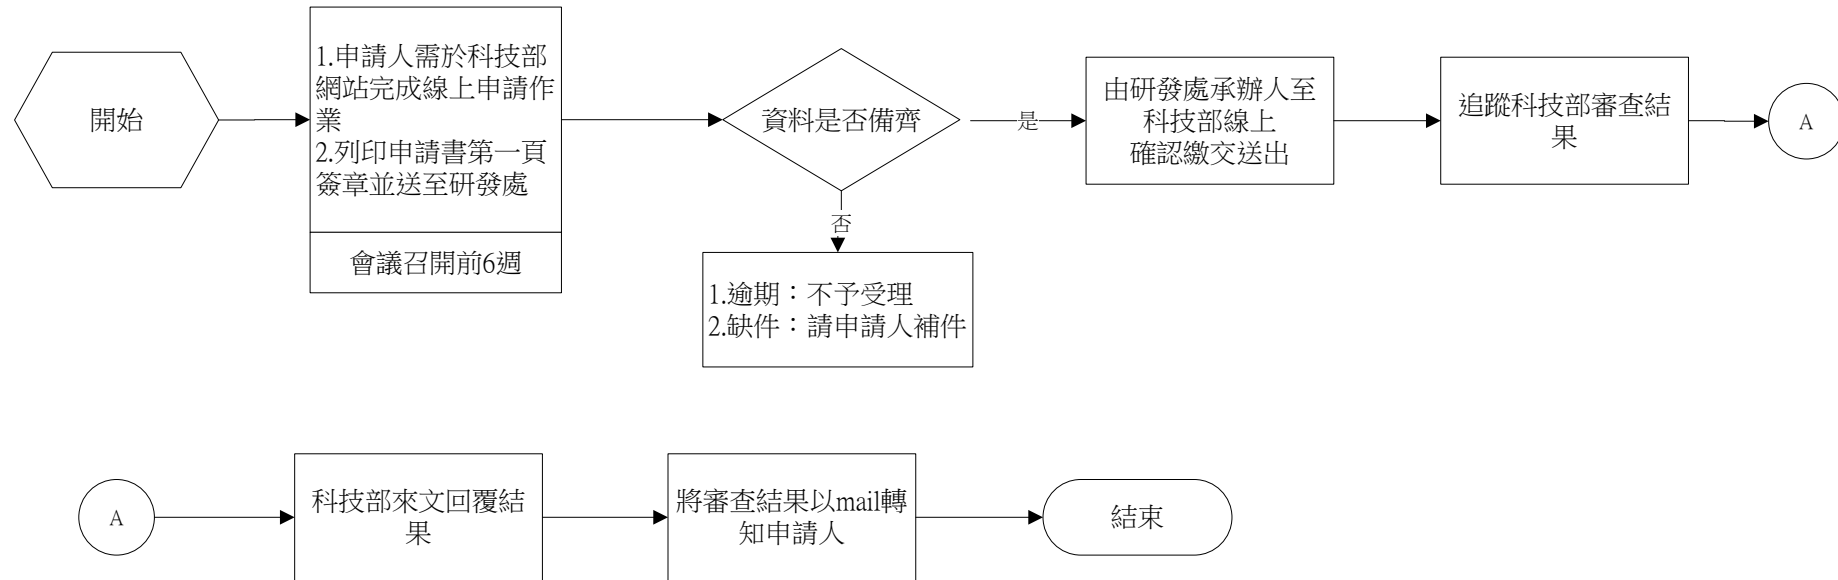 開始
1.申請人需於科技部
網站完成線上申請作
業
2.列印申請書第一頁
簽章並送至研發處
會議召開前6週
資料是否備齊
是
否
1.逾期：不予受理
2.缺件：請申請人補件
由研發處承辦人至
科技部線上
確認繳交送出
追蹤科技部審查結
果
A
A
科技部來文回覆結
果
將審查結果以mail轉
知申請人
結束